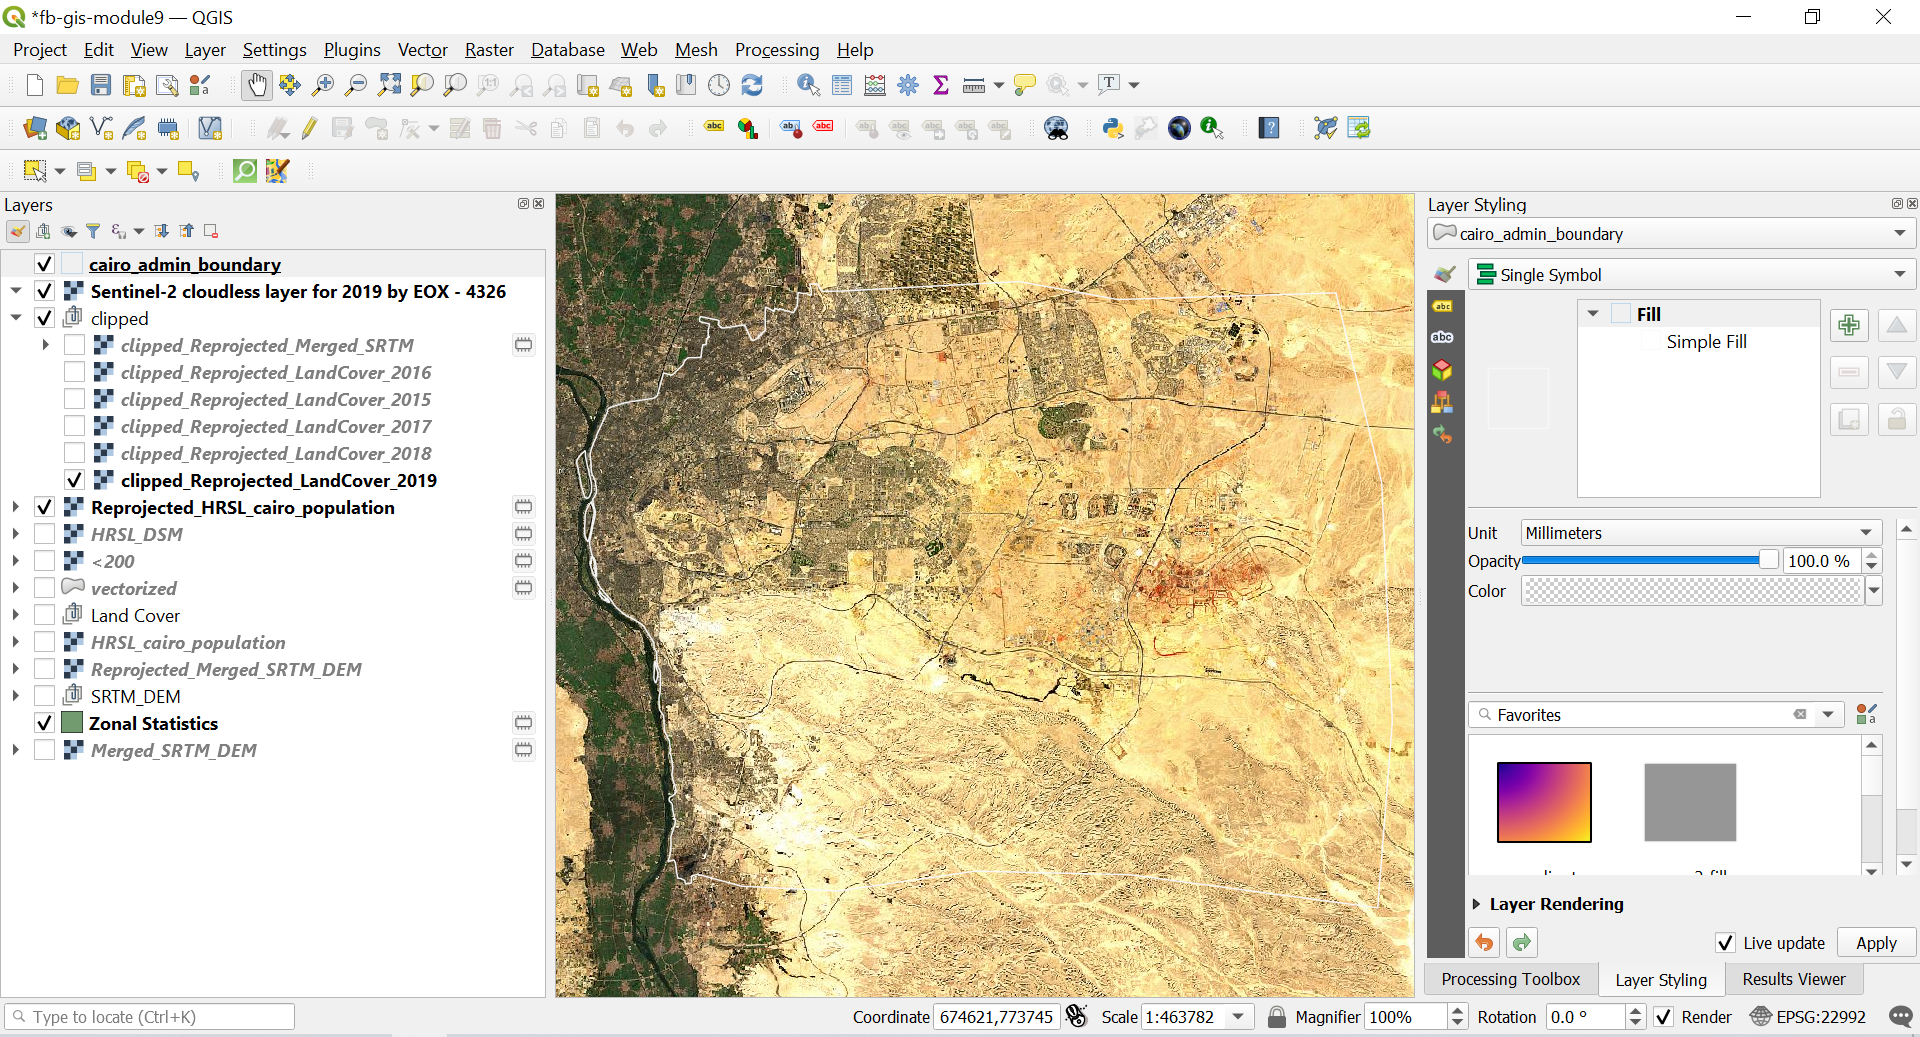 *fb-gis-module9 — QGIS
Project Edit View Layer Settings Plugins Vector Raster Database Web Mesh Processing Help
Layers
cairo_admin_boundary
Sentinel-2 cloudless layer for 2019 by EOX - 4326
clipped
clipped_Reprojected_Merged_SRTM
clipped_Reprojected_LandCover_2016
clipped_Reprojected_LandCover_2015
clipped_Reprojected_LandCover_2017
clipped_Reprojected_LandCover_2018
clipped_Reprojected_LandCover_2019
Reprojected_HRSL_cairo_population
HRSL_DSM
<200
vectorized
Land Cover
HRSL_cairo_population
Reprojected_Merged_SRTM_DEM
SRTM_DEM
Zonal Statistics
Merged_SRTM_DEM
Layer Styling
cairo_admin_boundary
Single Symbol
Fill
Simple Fill
Unit Millimeters
Opacity 100.0 %
Color
Favorites
Layer Rendering
Live update Apply
Processing Toolbox Layer Styling Results Viewer
Type to locate (Ctrl+K) Coordinate 674621,773745 Scale 1:463782 Magnifier 100% Rotation 0.0 ° Render EPSG:22992